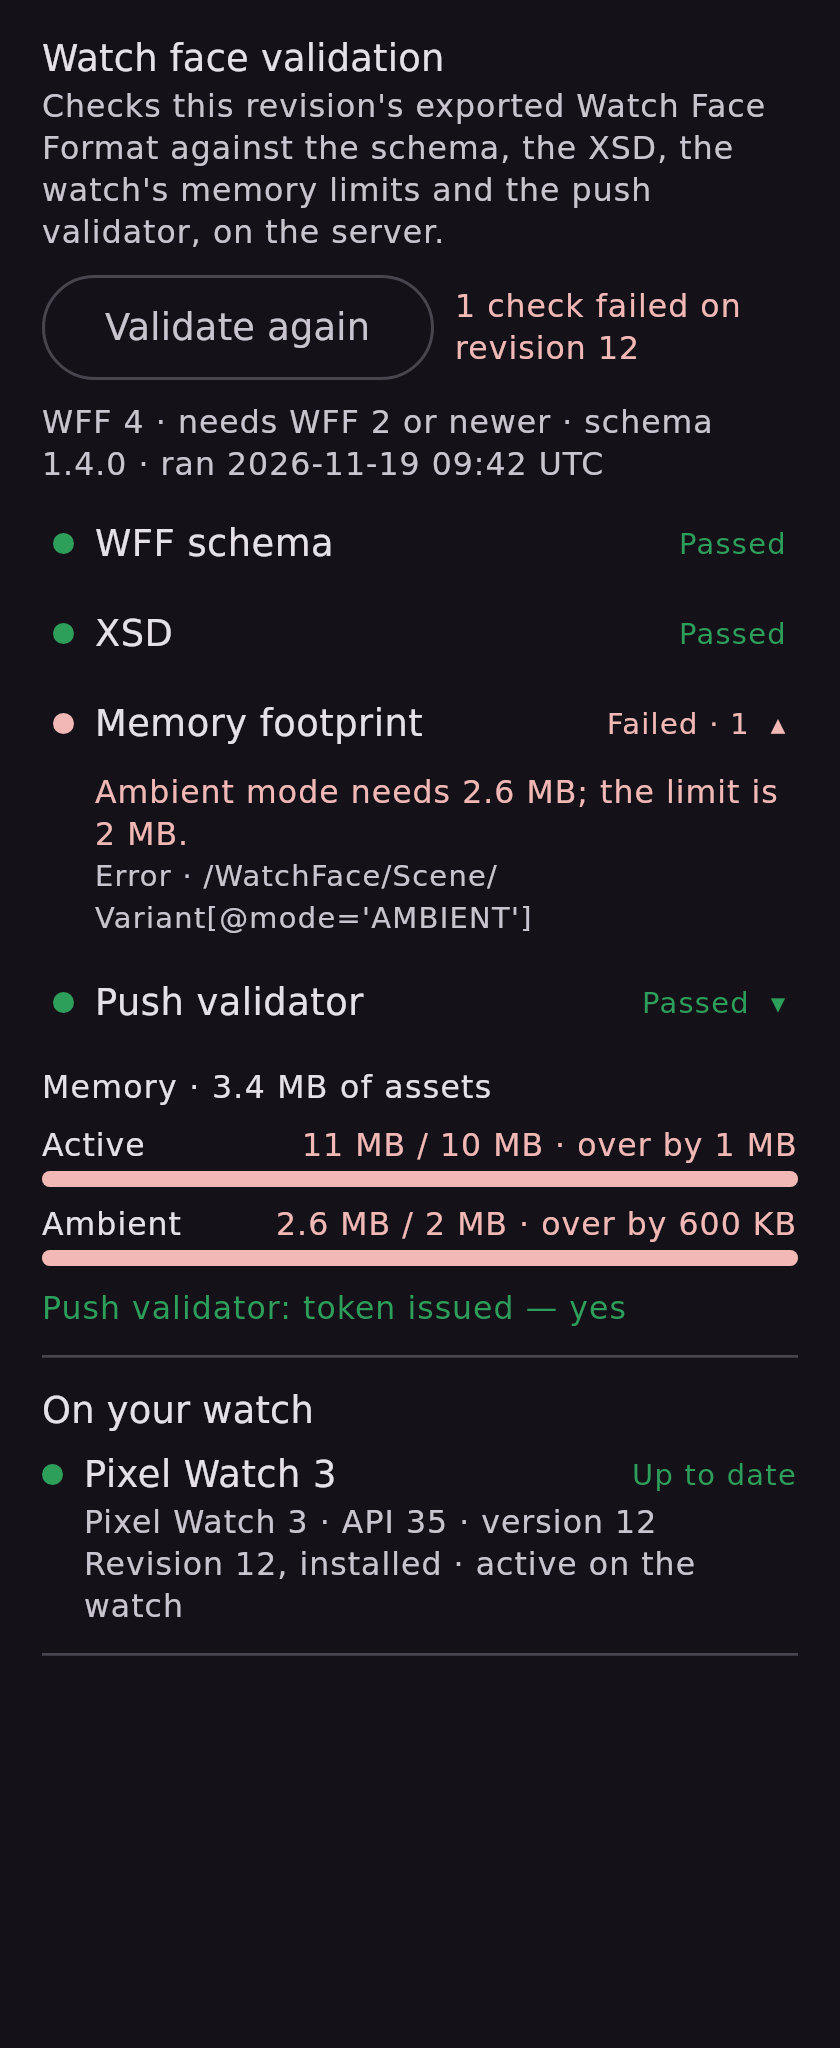 Watch face validation
Checks this revision's exported Watch Face
Format against the schema, the XSD, the
watch's memory limits and the push
validator, on the server.
Validate again
1 check failed on
revision 12
WFF 4 · needs WFF 2 or newer · schema
1.4.0 · ran 2026-11-19 09:42 UTC
WFF schema Passed
XSD Passed
Memory footprint Failed · 1 ▲
Ambient mode needs 2.6 MB; the limit is
2 MB.
Error · /WatchFace/Scene/
Variant[@mode='AMBIENT']
Push validator Passed ▼
Memory · 3.4 MB of assets
Active 11 MB / 10 MB · over by 1 MB
Ambient 2.6 MB / 2 MB · over by 600 KB
Push validator: token issued — yes
On your watch
Pixel Watch 3 Up to date
Pixel Watch 3 · API 35 · version 12
Revision 12, installed · active on the
watch